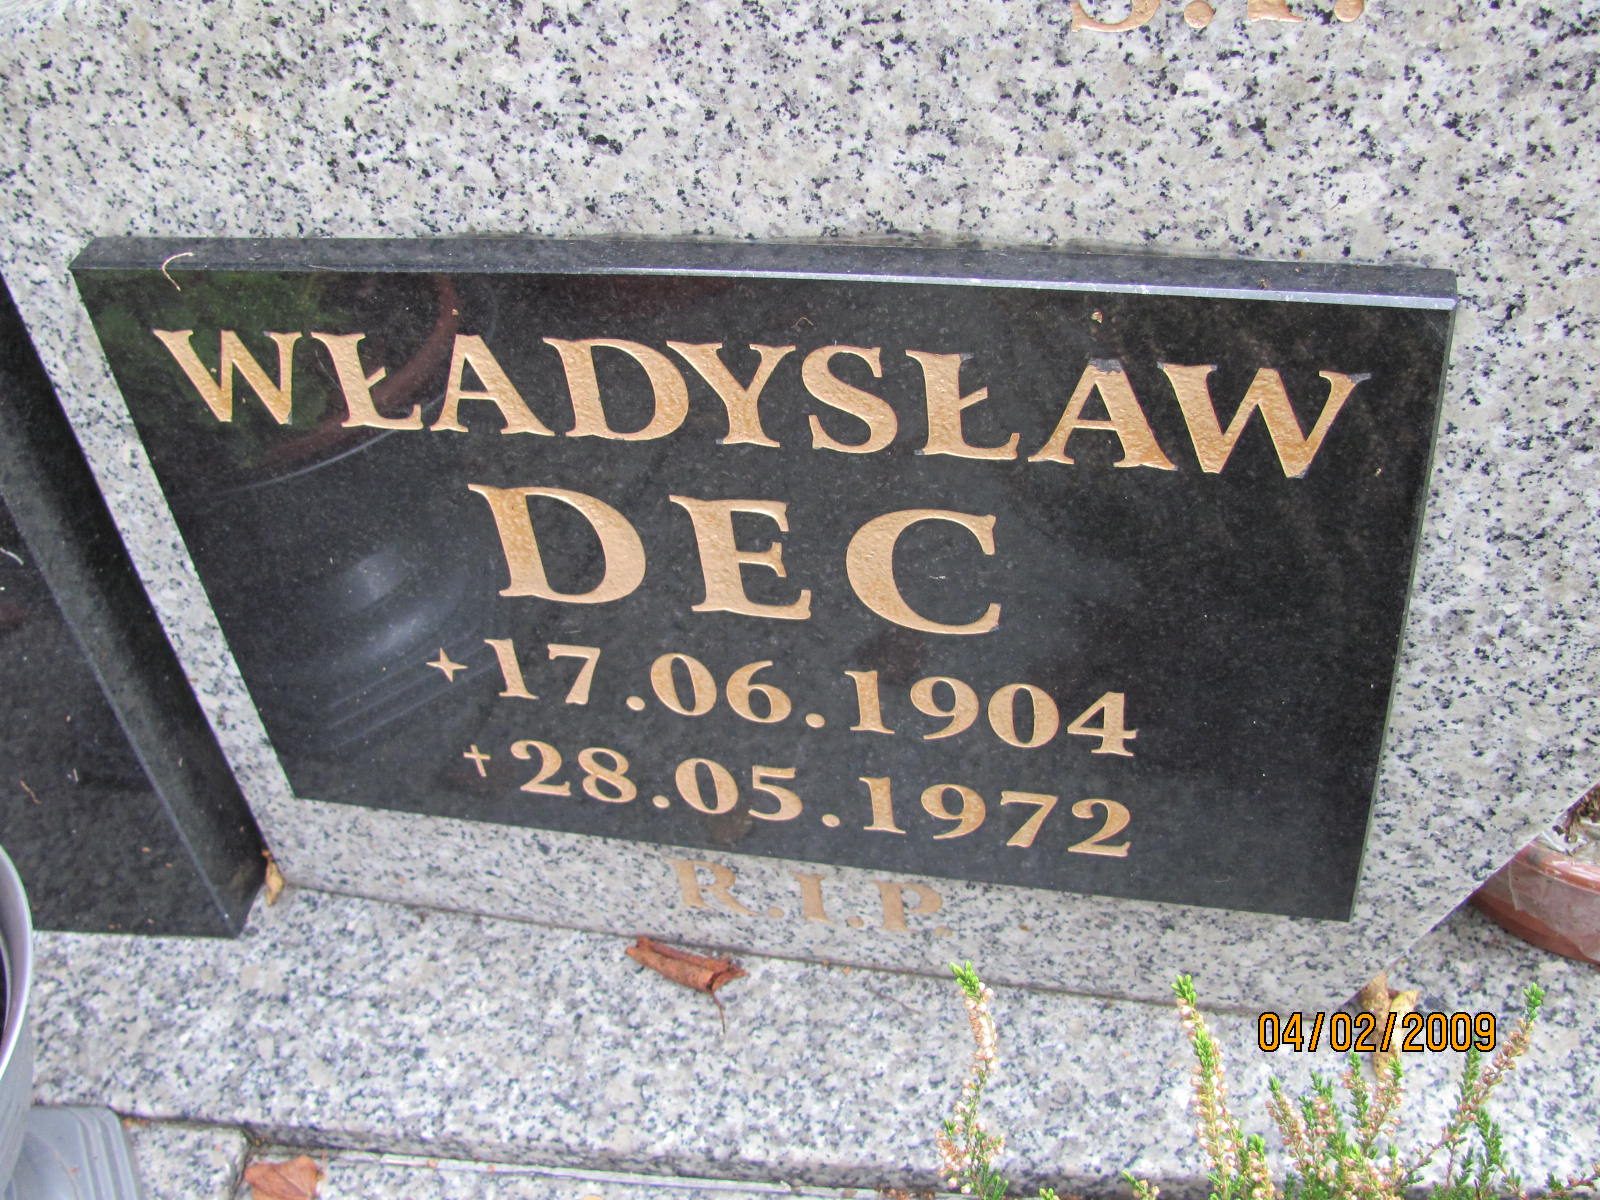 Ś.P.
WŁADYSŁAW
DEC
✦17.06.1904
✝28.05.1972
R.I.P.
04/02/2009